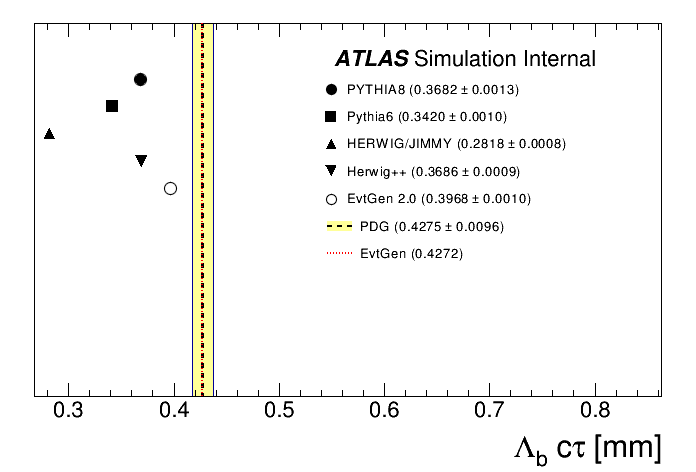 ATLAS Simulation Internal
PYTHIA8 (0.3682 ± 0.0013)
Pythia6 (0.3420 ± 0.0010)
HERWIG/JIMMY (0.2818 ± 0.0008)
Herwig++ (0.3686 ± 0.0009)
EvtGen 2.0 (0.3968 ± 0.0010)
PDG (0.4275 ± 0.0096)
EvtGen (0.4272)
0.3 0.4 0.5 0.6 0.7 0.8
Λb cτ [mm]